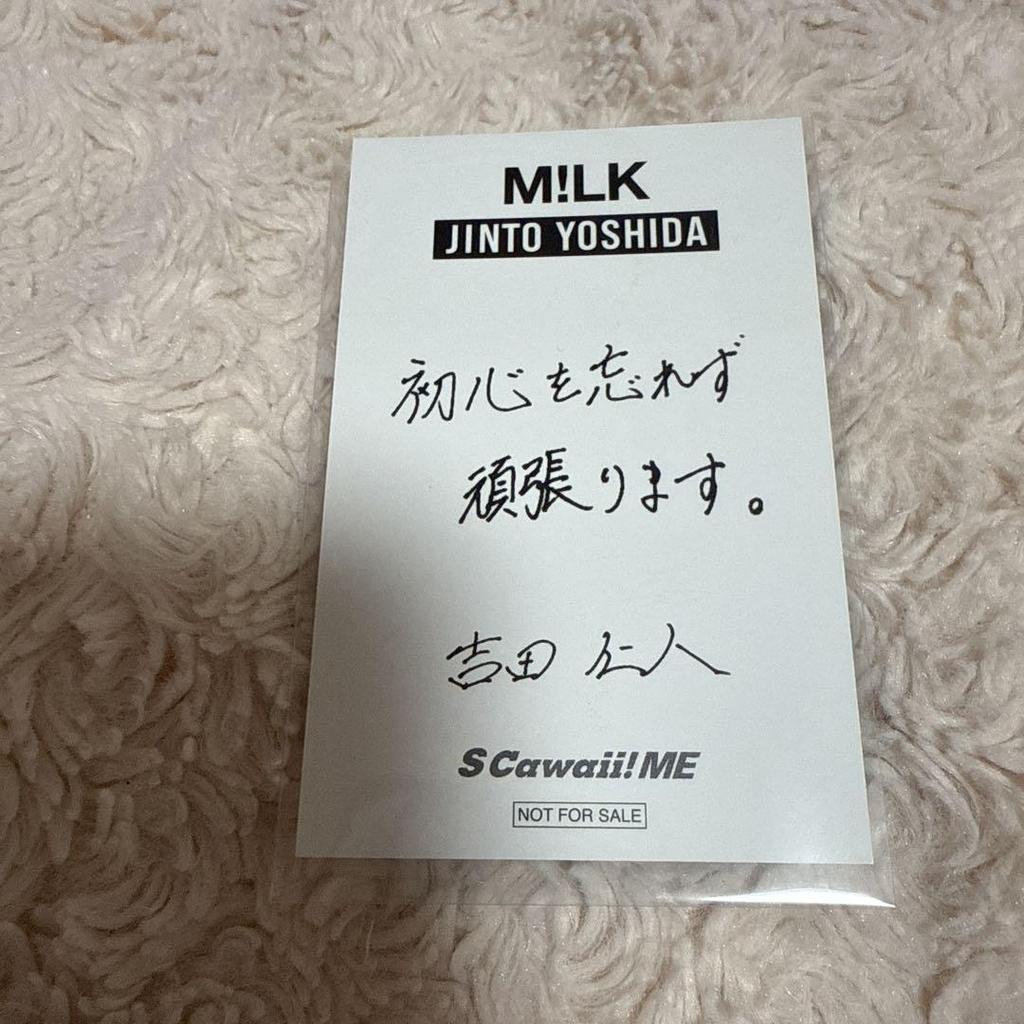 M!LK
JINTO YOSHIDA
初心を忘れず
頑張ります。
吉田 仁人
S Cawaii! ME
NOT FOR SALE